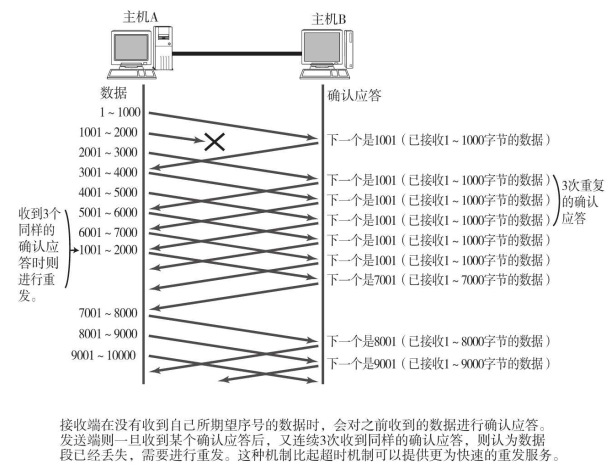 主机A
主机B
数据
确认应答
1~1000
1001~2000
下一个是1001（已接收1~1000字节的数据）
2001~3000
3001~4000
下一个是1001（已接收1~1000字节的数据）
3次重复
的确认
应答
4001~5000
下一个是1001（已接收1~1000字节的数据）
收到3个
同样的
确认应
答时则
进行重
发。
5001~6000
下一个是1001（已接收1~1000字节的数据）
6001~7000
下一个是1001（已接收1~1000字节的数据）
1001~2000
下一个是1001（已接收1~1000字节的数据）
下一个是7001（已接收1~7000字节的数据）
7001~8000
8001~9000
下一个是8001（已接收1~8000字节的数据）
9001~10000
下一个是9001（已接收1~9000字节的数据）
接收端在没有收到自己所期望序号的数据时，会对之前收到的数据进行确认应答。
发送端则一旦收到某个确认应答后，又连续3次收到同样的确认应答，则认为数据
段已经丢失，需要进行重发。这种机制比起超时机制可以提供更为快速的重发服务。